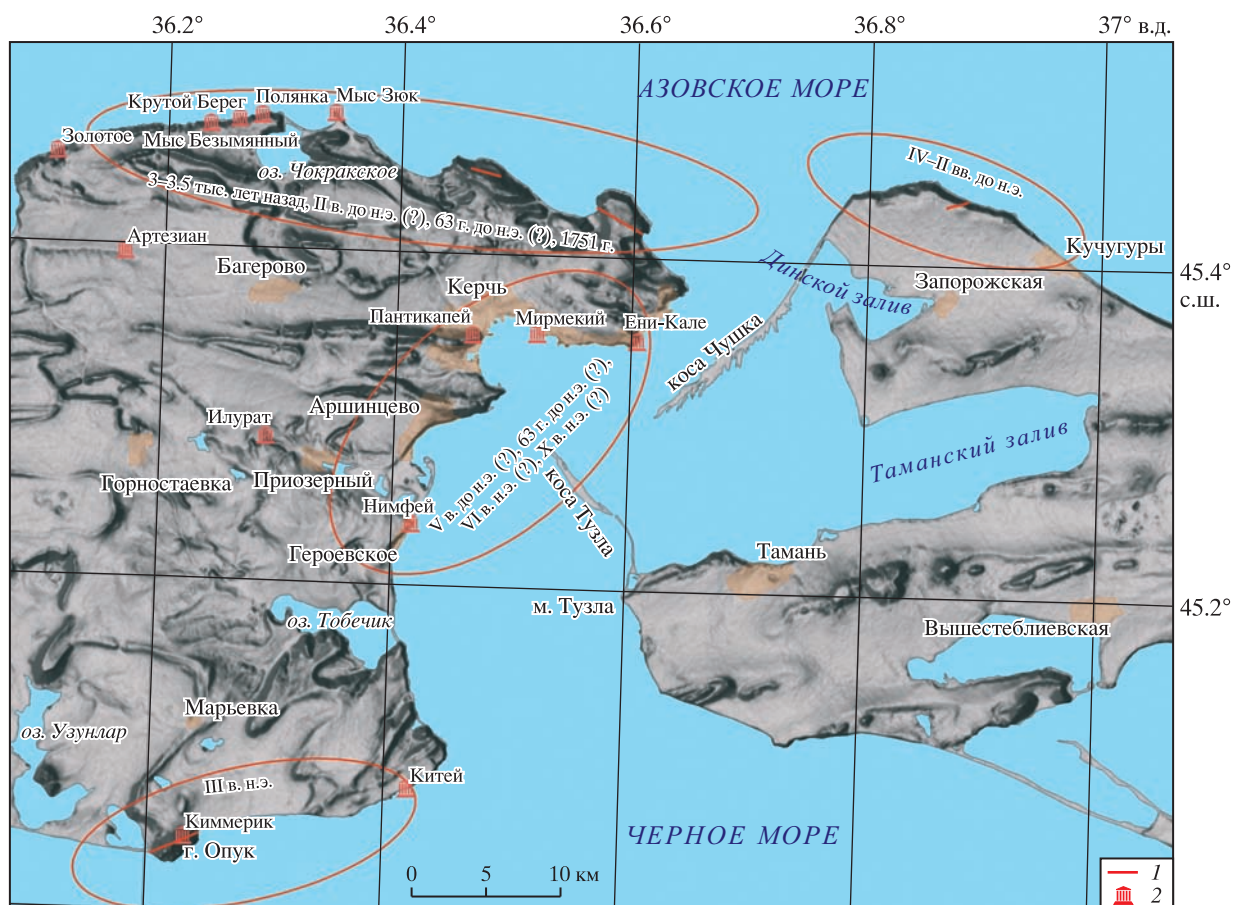 36.2°
36.4°
36.6°
36.8°
37° в.д.
АЗОВСКОЕ МОРЕ
Крутой Берег
Полянка
Мыс Зюк
Золотое
Мыс Безымянный
оз. Чокракское
3–3.5 тыс. лет назад, II в. до н.э. (?), 63 г. до н.э. (?), 1751 г.
IV–II вв. до н.э.
Артезиан
Багерово
Керчь
Динской залив
Кучугуры
Запорожская
45.4°
с.ш.
Пантикапей
Мирмекий
Ени-Кале
коса Чушка
Аршинцево
Илурат
V в. до н.э. (?), 63 г. до н.э. (?),
VI в. н.э. (?), X в. н.э. (?)
Таманский залив
Горностаевка
Приозерный
Нимфей
коса Тузла
Героевское
Тамань
м. Тузла
45.2°
оз. Тобечик
Вышестеблиевская
Марьевка
оз. Узунлар
III в. н.э.
Китей
Киммерик
г. Опук
ЧЕРНОЕ МОРЕ
0 5 10 км
1
2